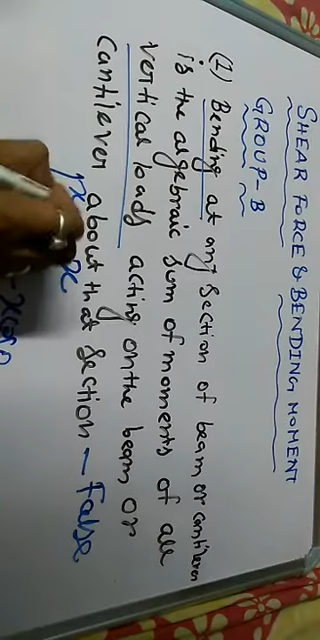 SHEAR FORCE & BENDING MOMENT
GROUP-B
(1) Bending at any section of beam or cantilever
is the algebraic sum of moments of all
vertical loads acting on the beam or
cantilever about that section - False